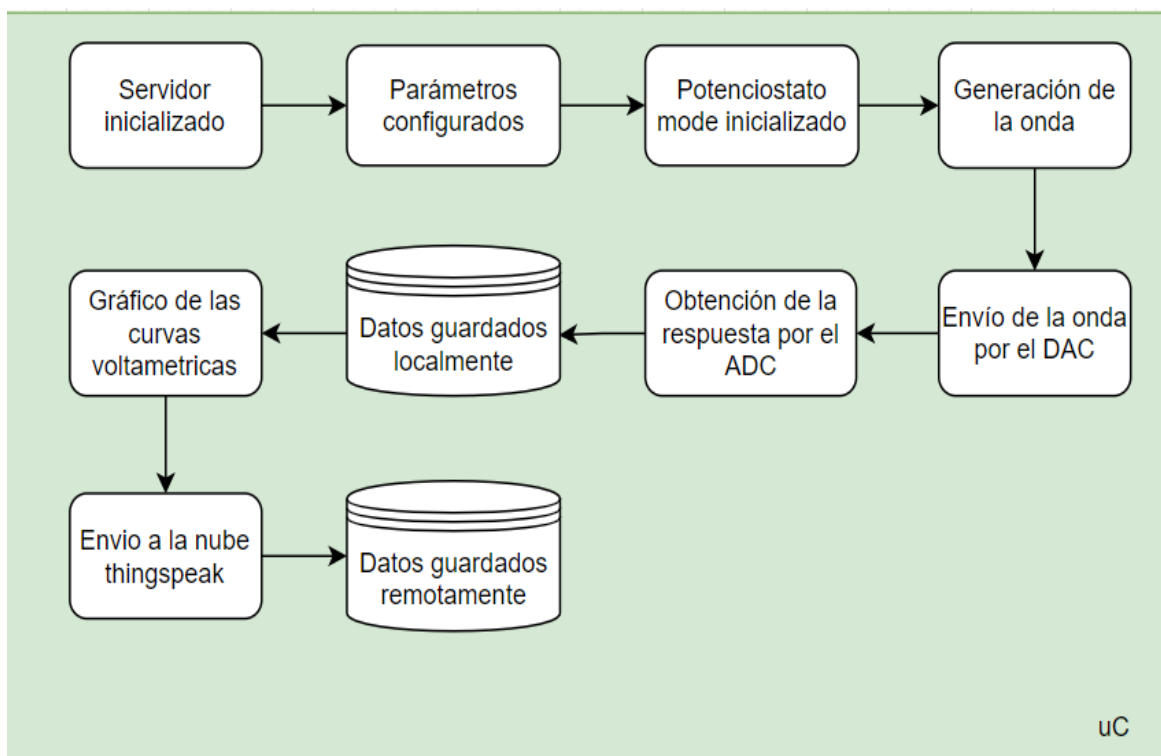 Servidor
inicializado
Parámetros
configurados
Potenciostato
mode inicializado
Generación de
la onda
Envío de la onda
por el DAC
Obtención de la
respuesta por el
ADC
Datos guardados
localmente
Gráfico de las
curvas
voltametricas
Envio a la nube
thingspeak
Datos guardados
remotamente
uC